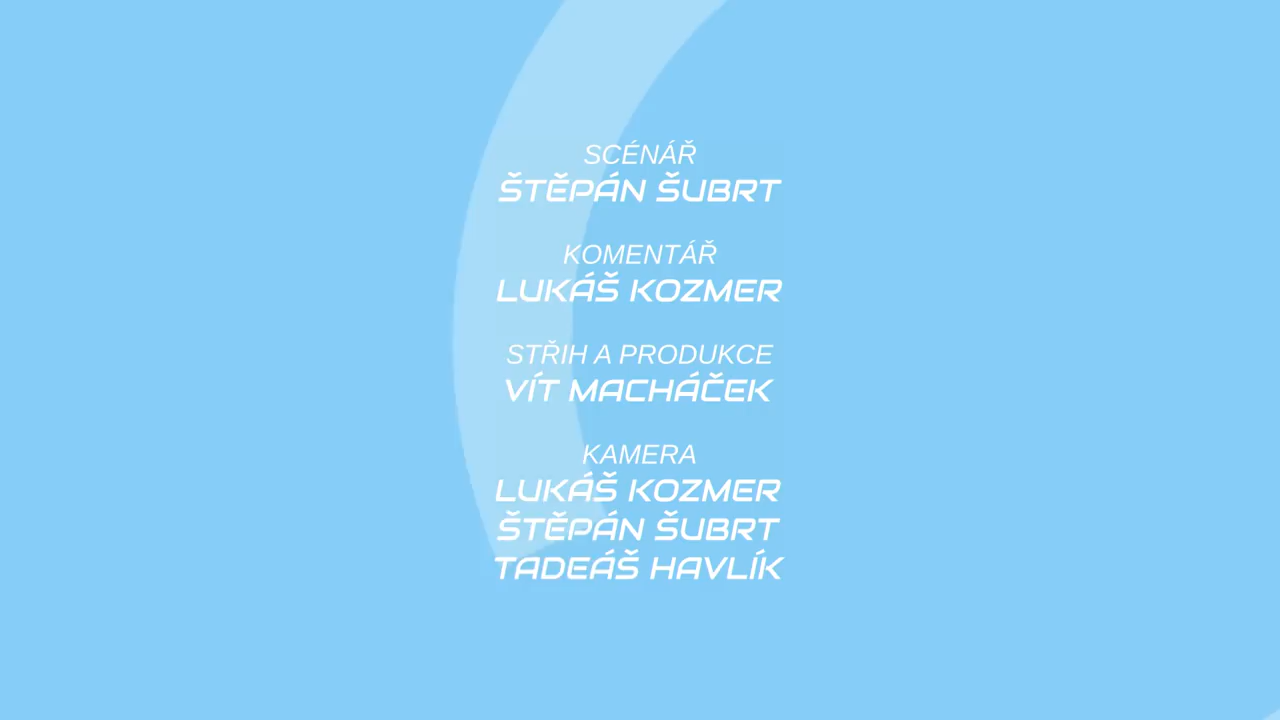 SCÉNÁŘ
ŠTĚPÁN ŠUBRT
KOMENTÁŘ
LUKÁŠ KOZMER
STŘIH A PRODUKCE
VÍT MACHÁČEK
KAMERA
LUKÁŠ KOZMER
ŠTĚPÁN ŠUBRT
TADEÁŠ HAVLÍK